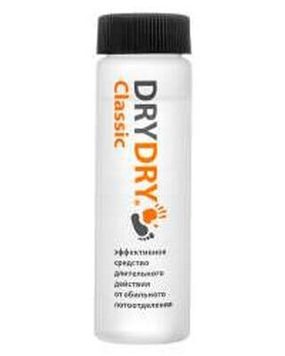 DRYDRY
Classic
эффективное
средство
длительного
действия
от обильного
потоотделения